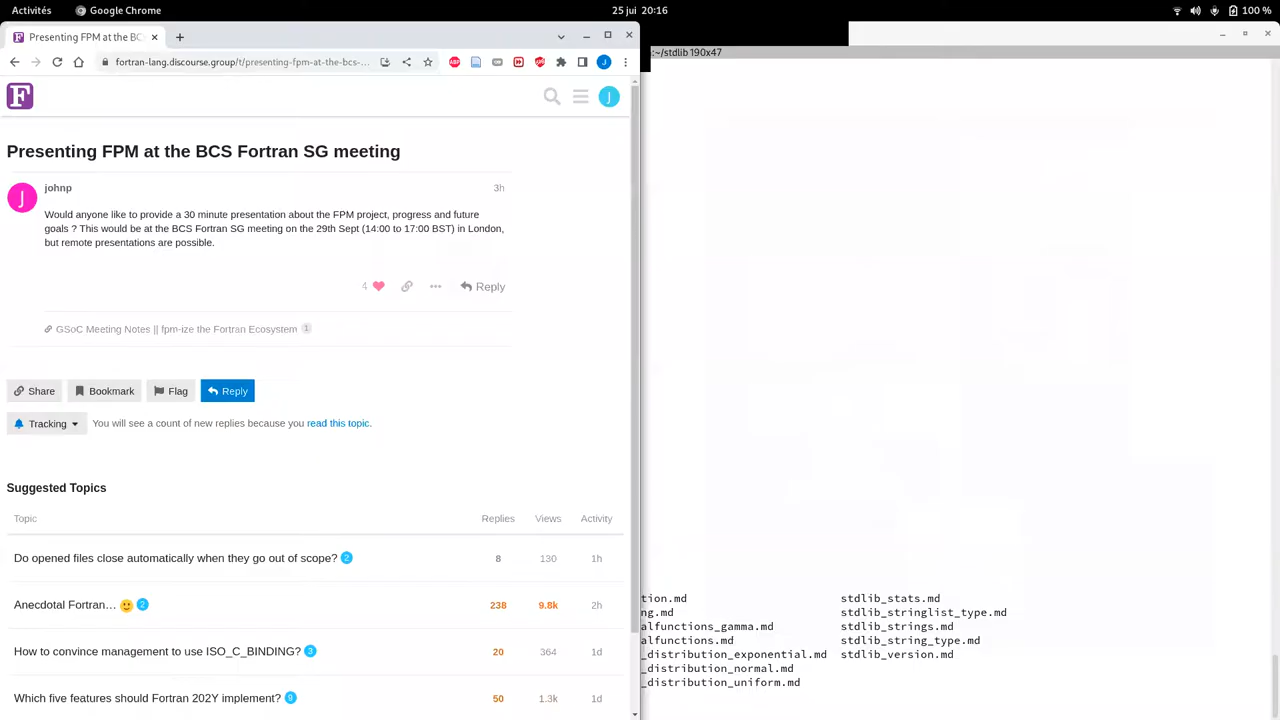 Activités
Google Chrome
25 jul 20:16
100 %
Presenting FPM at the BC
:~/stdlib 190x47
fortran-lang.discourse.group/t/presenting-fpm-at-the-bcs-...
Presenting FPM at the BCS Fortran SG meeting
johnp
3h
Would anyone like to provide a 30 minute presentation about the FPM project, progress and future
goals ? This would be at the BCS Fortran SG meeting on the 29th Sept (14:00 to 17:00 BST) in London,
but remote presentations are possible.
4
Reply
GSoC Meeting Notes || fpm-ize the Fortran Ecosystem 1
Share
Bookmark
Flag
Reply
Tracking
You will see a count of new replies because you read this topic.
Suggested Topics
Topic
Replies
Views
Activity
Do opened files close automatically when they go out of scope? 2
8
130
1h
Anecdotal Fortran… 2
238
9.8k
2h
How to convince management to use ISO_C_BINDING? 3
20
364
1d
Which five features should Fortran 202Y implement? 9
50
1.3k
1d
tion.md
stdlib_stats.md
ng.md
stdlib_stringlist_type.md
alfunctions_gamma.md
stdlib_strings.md
alfunctions.md
stdlib_string_type.md
_distribution_exponential.md
stdlib_version.md
_distribution_normal.md
_distribution_uniform.md